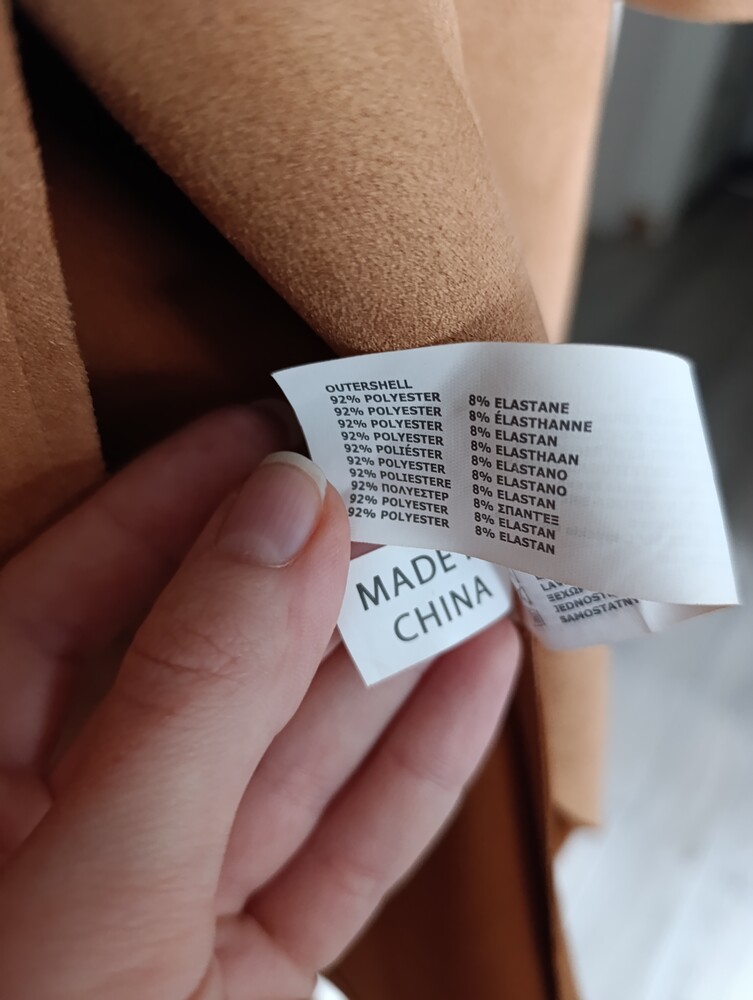 OUTERSHELL
92% POLYESTER 8% ELASTANE
92% POLYESTER 8% ÉLASTHANNE
92% POLYESTER 8% ELASTAN
92% POLYESTER 8% ELASTHAAN
92% POLIÉSTER 8% ELASTANO
92% POLYESTER 8% ELASTANO
92% POLIESTERE 8% ELASTAN
92% ΠΟΛΥΕΣΤΕΡ 8% ΣΠΑΝΤΈΞ
92% POLYESTER 8% ELASTAN
92% POLYESTER 8% ELASTAN
MADE
CHINA